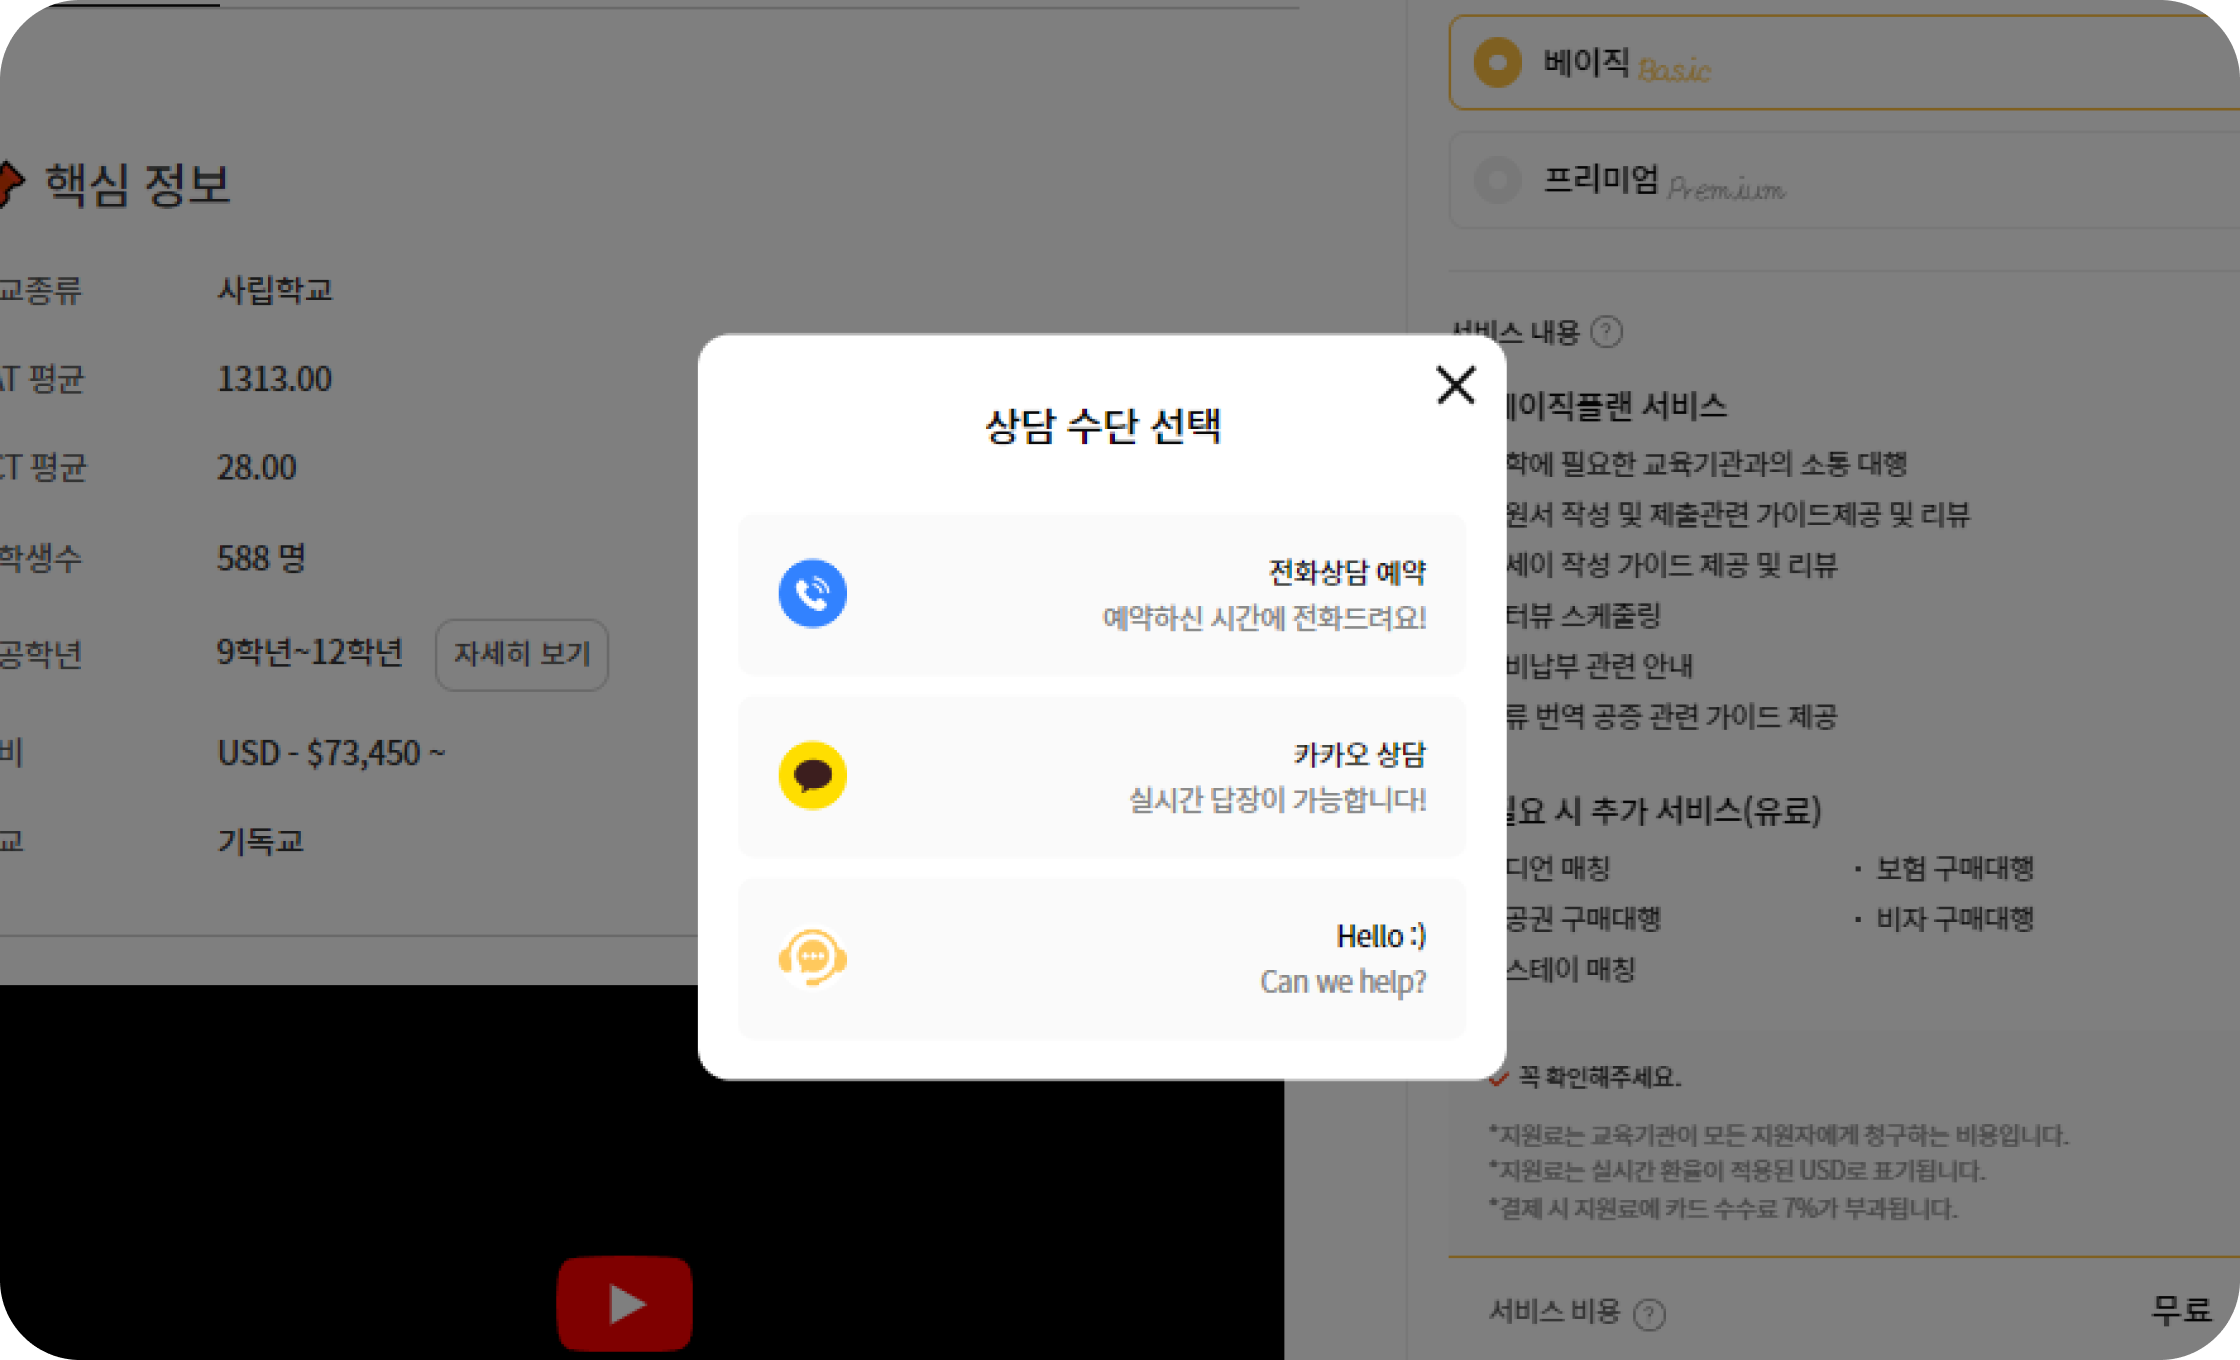 핵심 정보
교종류 사립학교
AT 평균 1313.00
CT 평균 28.00
학생수 588 명
공학년 9학년~12학년 자세히 보기
비 USD - $73,450 ~
교 기독교
상담 수단 선택
전화상담 예약
예약하신 시간에 전화드려요!
카카오 상담
실시간 답장이 가능합니다!
Hello :)
Can we help?
베이직 Basic
프리미엄 Premium
서비스 내용 ?
이직플랜 서비스
학에 필요한 교육기관과의 소통 대행
원서 작성 및 제출관련 가이드제공 및 리뷰
세이 작성 가이드 제공 및 리뷰
터뷰 스케줄링
비납부 관련 안내
류 번역 공증 관련 가이드 제공
필요 시 추가 서비스(유료)
디언 매칭 · 보험 구매대행
공권 구매대행 · 비자 구매대행
스테이 매칭
꼭 확인해주세요.
*지원료는 교육기관이 모든 지원자에게 청구하는 비용입니다.
*지원료는 실시간 환율이 적용된 USD로 표기됩니다.
*결제 시 지원료에 카드 수수료 7%가 부과됩니다.
서비스 비용 ? 무료